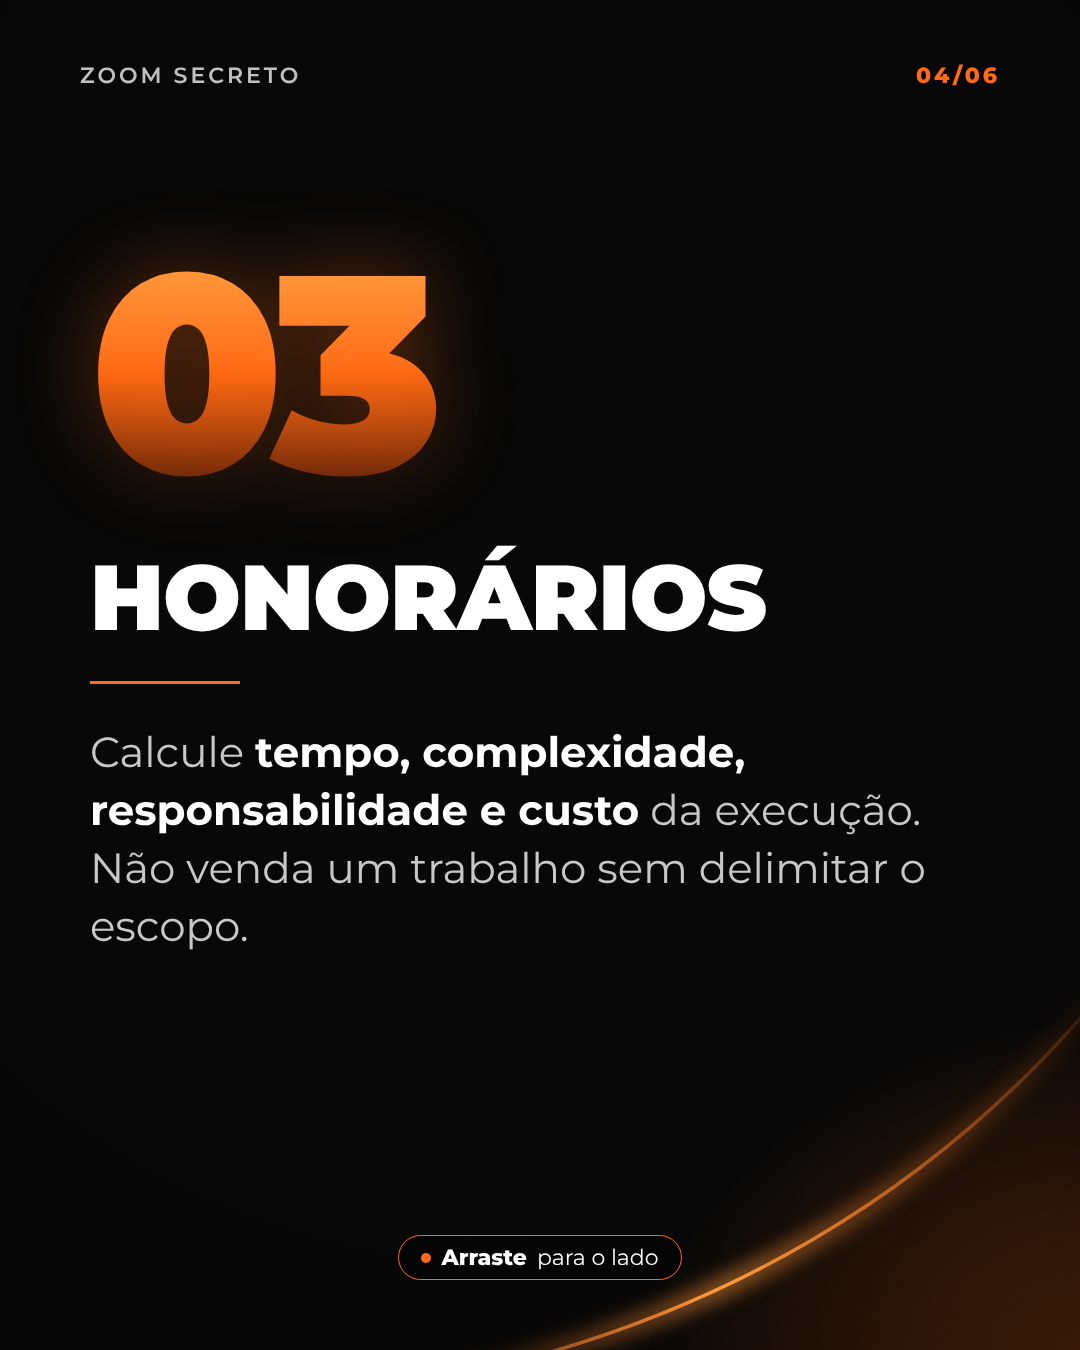 ZOOM SECRETO
04/06
03
HONORÁRIOS
Calcule tempo, complexidade,
responsabilidade e custo da execução.
Não venda um trabalho sem delimitar o
escopo.
Arraste para o lado